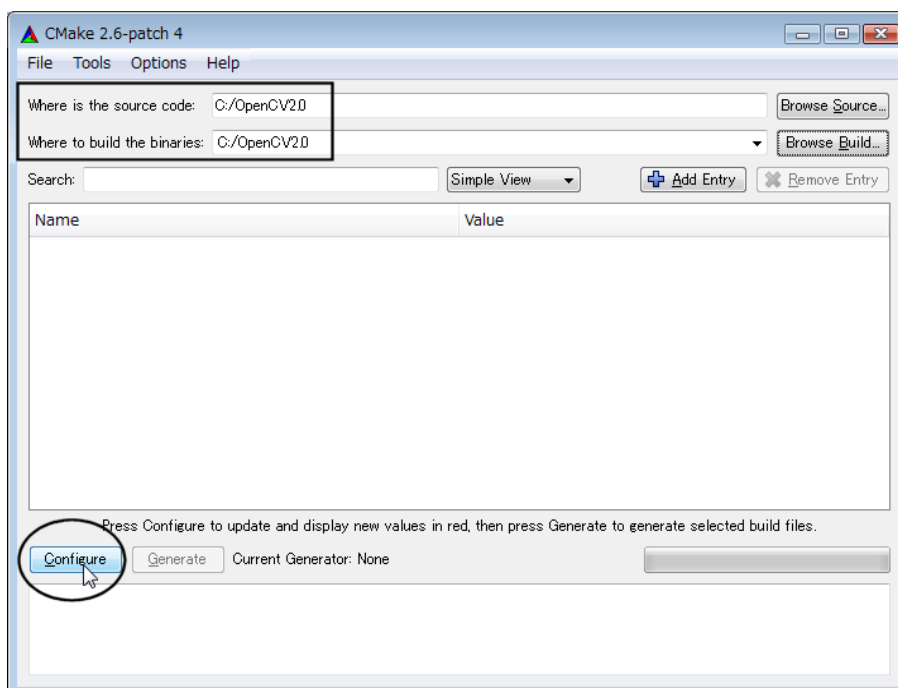 CMake 2.6-patch 4
File Tools Options Help
Where is the source code: C:/OpenCV2.0 Browse Source...
Where to build the binaries: C:/OpenCV2.0 Browse Build...
Search: Simple View Add Entry Remove Entry
Name Value
Press Configure to update and display new values in red, then press Generate to generate selected build files.
Configure Generate Current Generator: None